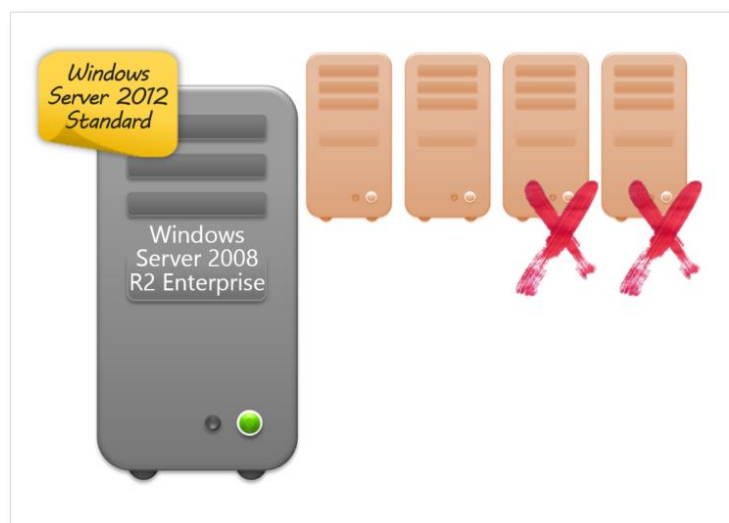 Windows
Server 2012
Standard
Windows
Server 2008
R2 Enterprise